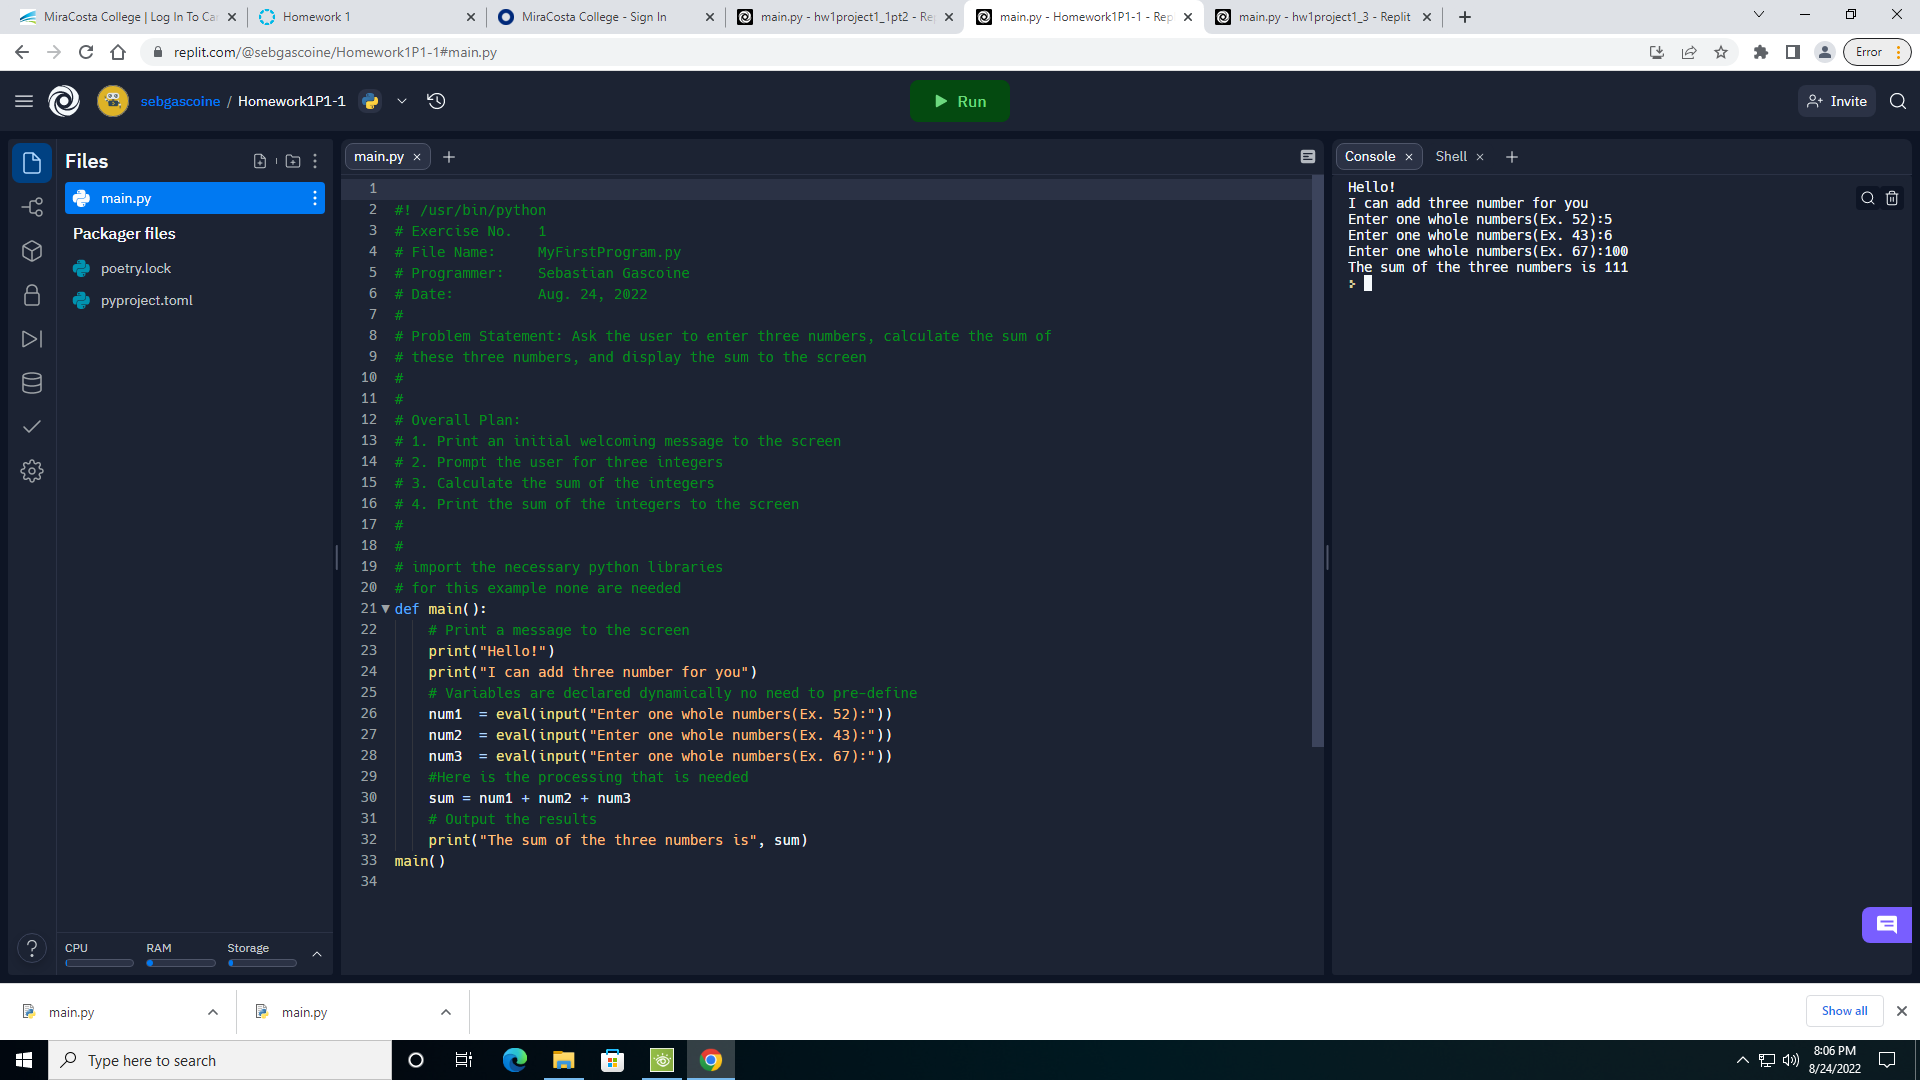 MiraCosta College | Log In To Ca
Homework 1
MiraCosta College - Sign In
main.py - hw1project1_1pt2 - Re
main.py - Homework1P1-1 - Rep
main.py - hw1project1_3 - Replit
replit.com/@sebgascoine/Homework1P1-1#main.py
Error
sebgascoine / Homework1P1-1
Run
Invite
Files
main.py
Packager files
poetry.lock
pyproject.toml
CPU
RAM
Storage
main.py
1
2 #! /usr/bin/python
3 # Exercise No.   1
4 # File Name:     MyFirstProgram.py
5 # Programmer:    Sebastian Gascoine
6 # Date:          Aug. 24, 2022
7 #
8 # Problem Statement: Ask the user to enter three numbers, calculate the sum of
9 # these three numbers, and display the sum to the screen
10 #
11 #
12 # Overall Plan:
13 # 1. Print an initial welcoming message to the screen
14 # 2. Prompt the user for three integers
15 # 3. Calculate the sum of the integers
16 # 4. Print the sum of the integers to the screen
17 #
18 #
19 # import the necessary python libraries
20 # for this example none are needed
21 def main():
22     # Print a message to the screen
23     print("Hello!")
24     print("I can add three number for you")
25     # Variables are declared dynamically no need to pre-define
26     num1  = eval(input("Enter one whole numbers(Ex. 52):"))
27     num2  = eval(input("Enter one whole numbers(Ex. 43):"))
28     num3  = eval(input("Enter one whole numbers(Ex. 67):"))
29     #Here is the processing that is needed
30     sum = num1 + num2 + num3
31     # Output the results
32     print("The sum of the three numbers is", sum)
33 main()
34
Console
Shell
Hello!
I can add three number for you
Enter one whole numbers(Ex. 52):5
Enter one whole numbers(Ex. 43):6
Enter one whole numbers(Ex. 67):100
The sum of the three numbers is 111
main.py
main.py
Show all
Type here to search
8:06 PM
8/24/2022